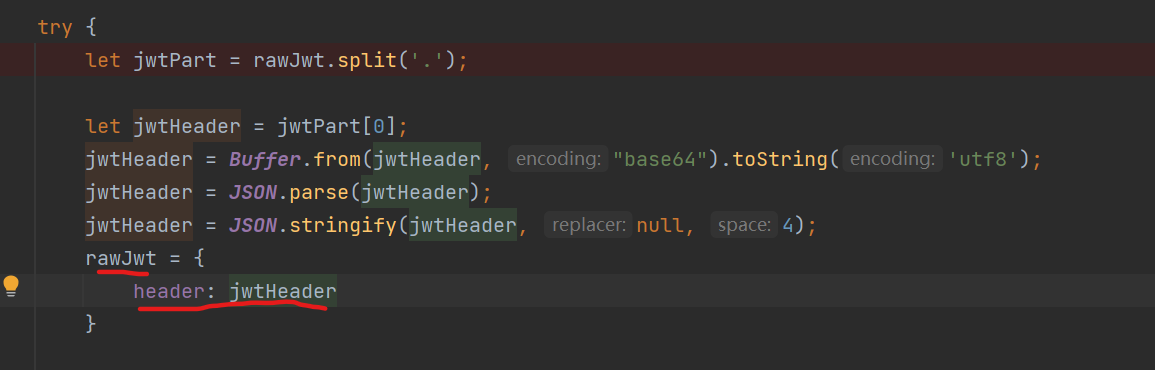 try {
let jwtPart = rawJwt.split('.');
let jwtHeader = jwtPart[0];
jwtHeader = Buffer.from(jwtHeader, encoding: "base64").toString( encoding: 'utf8');
jwtHeader = JSON.parse(jwtHeader);
jwtHeader = JSON.stringify(jwtHeader, replacer: null, space: 4);
rawJwt = {
header: jwtHeader
}